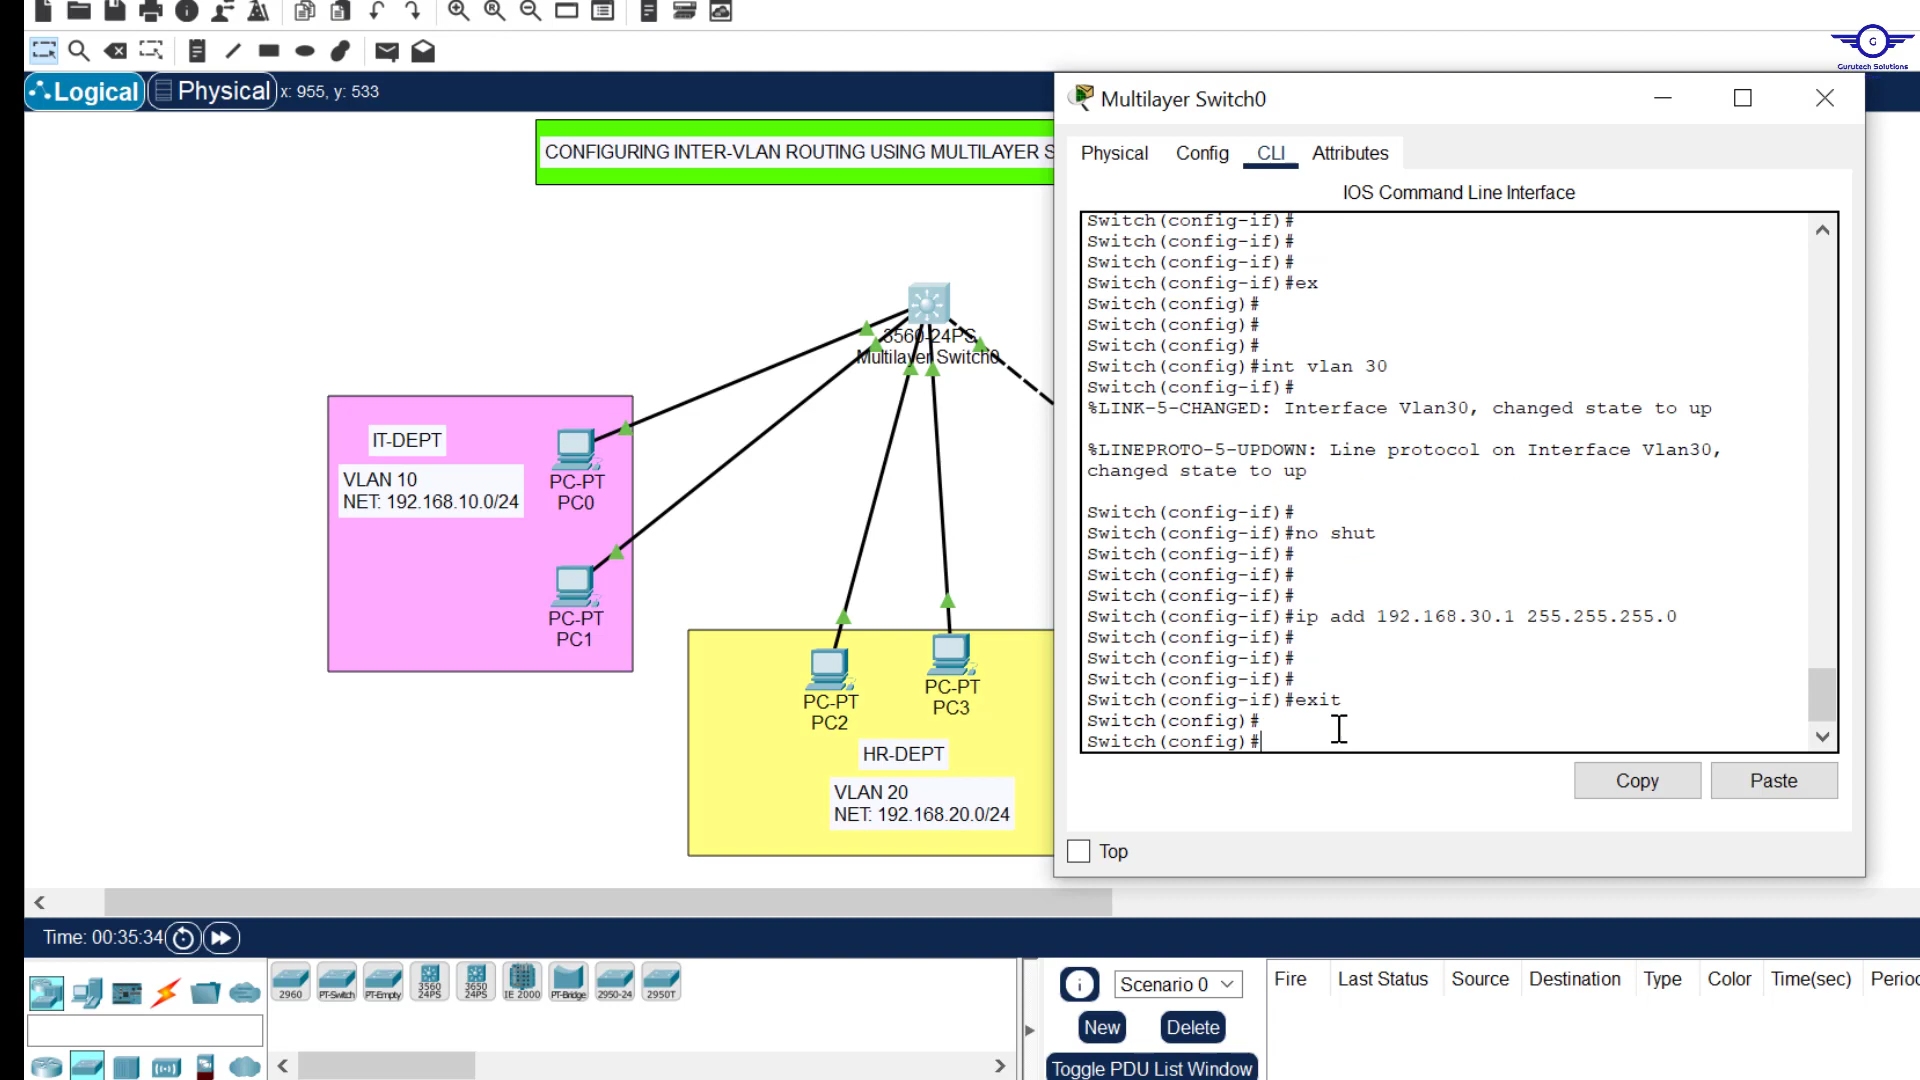 G
Gurutech Solutions
Logical
Physical
x: 955, y: 533
CONFIGURING INTER-VLAN ROUTING USING MULTILAYER S
3560-24PS
Multilayer Switch0
IT-DEPT
VLAN 10
NET: 192.168.10.0/24
PC-PT
PC0
PC-PT
PC1
PC-PT
PC2
PC-PT
PC3
HR-DEPT
VLAN 20
NET: 192.168.20.0/24
Multilayer Switch0
Physical Config CLI Attributes
IOS Command Line Interface
Switch(config-if)#
Switch(config-if)#
Switch(config-if)#
Switch(config-if)#ex
Switch(config)#
Switch(config)#
Switch(config)#
Switch(config)#int vlan 30
Switch(config-if)#
%LINK-5-CHANGED: Interface Vlan30, changed state to up
%LINEPROTO-5-UPDOWN: Line protocol on Interface Vlan30,
changed state to up
Switch(config-if)#
Switch(config-if)#no shut
Switch(config-if)#
Switch(config-if)#
Switch(config-if)#
Switch(config-if)#ip add 192.168.30.1 255.255.255.0
Switch(config-if)#
Switch(config-if)#
Switch(config-if)#
Switch(config-if)#exit
Switch(config)#
Switch(config)#
Copy
Paste
Top
Time: 00:35:34
2960
PT-Switch
PT-Empty
3560
24PS
3650
24PS
IE 2000
PT-Bridge
2950-24
2950T
Scenario 0
New
Delete
Toggle PDU List Window
Fire Last Status Source Destination Type Color Time(sec) Perioc